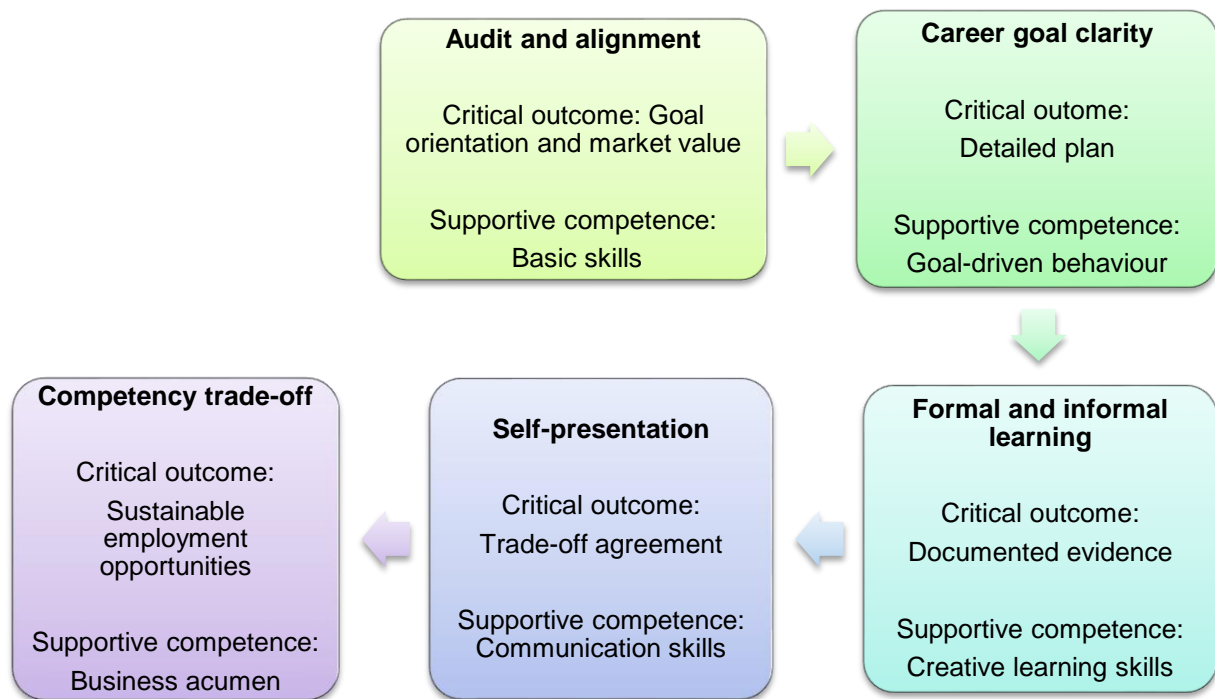 Audit and alignment
Critical outcome: Goal
orientation and market value
Supportive competence:
Basic skills
Career goal clarity
Critical outome:
Detailed plan
Supportive competence:
Goal-driven behaviour
Formal and informal
learning
Critical outcome:
Documented evidence
Supportive competence:
Creative learning skills
Self-presentation
Critical outcome:
Trade-off agreement
Supportive competence:
Communication skills
Competency trade-off
Critical outcome:
Sustainable
employment
opportunities
Supportive competence:
Business acumen